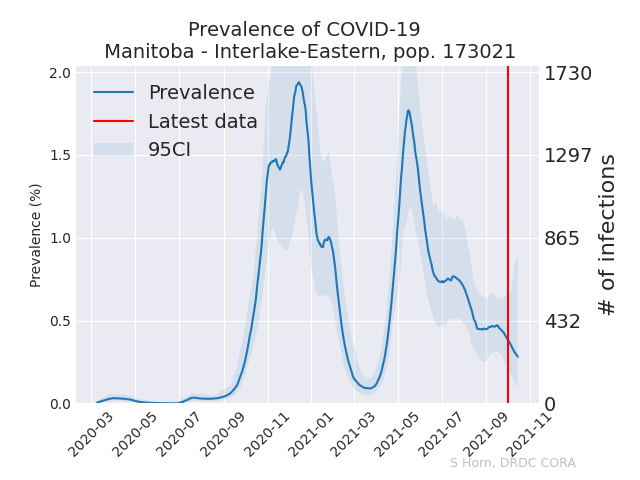 Prevalence of COVID-19
Manitoba - Interlake-Eastern, pop. 173021
Prevalence
Latest data
95CI
Prevalence (%)
2.0
1.5
1.0
0.5
0.0
1730
1297
865
432
0
# of infections
2020-03
2020-05
2020-07
2020-09
2020-11
2021-01
2021-03
2021-05
2021-07
2021-09
2021-11
S Horn, DRDC CORA